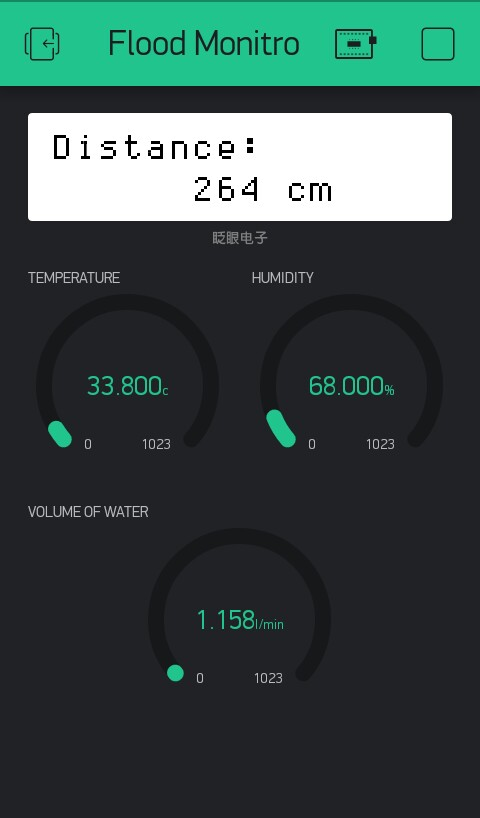 Flood Monitro
Distance:
264 cm
眨眼电子
TEMPERATURE
HUMIDITY
33.800c
68.000%
0
1023
0
1023
VOLUME OF WATER
1.158l/min
0
1023